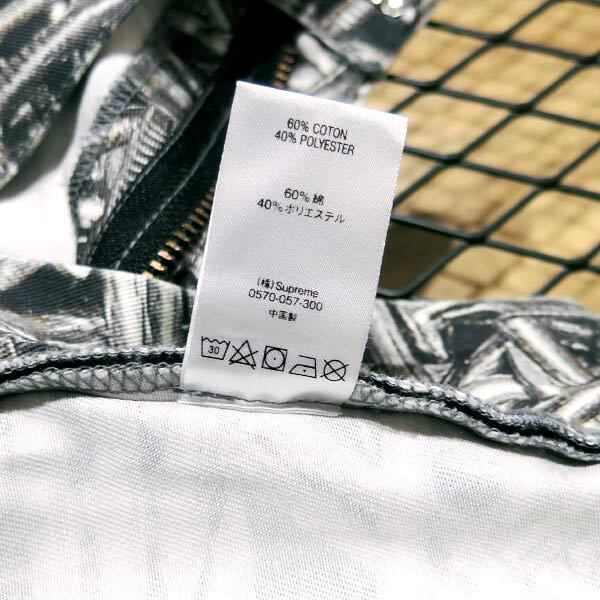 60% COTON
40% POLYESTER
60% 綿
40% ポリエステル
(株)Supreme
0570-057-300
中国製
30